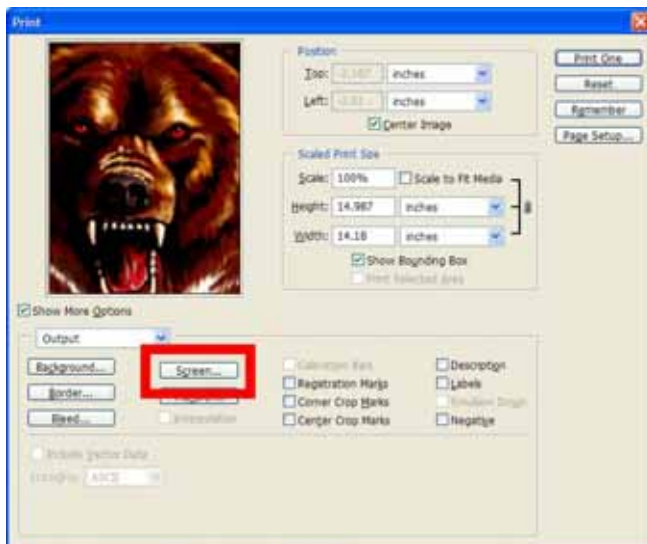 Print
Position
Top: inches
Left: inches
Center Image
Scaled Print Size
Scale: 100% Scale to Fit Media
Height: 14.987 inches
Width: 14.18 inches
Show Bounding Box
Print Selected Area
Print One
Reset
Remember
Page Setup...
Show More Options
Output
Background...
Screen...
Border...
Bleed...
Interpolation
Calibration Bars
Registration Marks
Corner Crop Marks
Center Crop Marks
Description
Labels
Emulsion Down
Negative
Include Vector Data
Encoding: ASCII